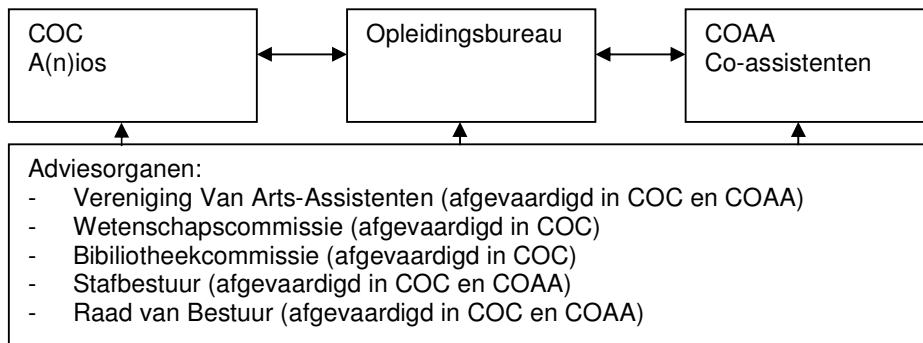 COC
A(n)ios
Opleidingsbureau
COAA
Co-assistenten
Adviesorganen:
- Vereniging Van Arts-Assistenten (afgevaardigd in COC en COAA)
- Wetenschapscommissie (afgevaardigd in COC)
- Bibiliotheekcommissie (afgevaardigd in COC)
- Stafbestuur (afgevaardigd in COC en COAA)
- Raad van Bestuur (afgevaardigd in COC en COAA)